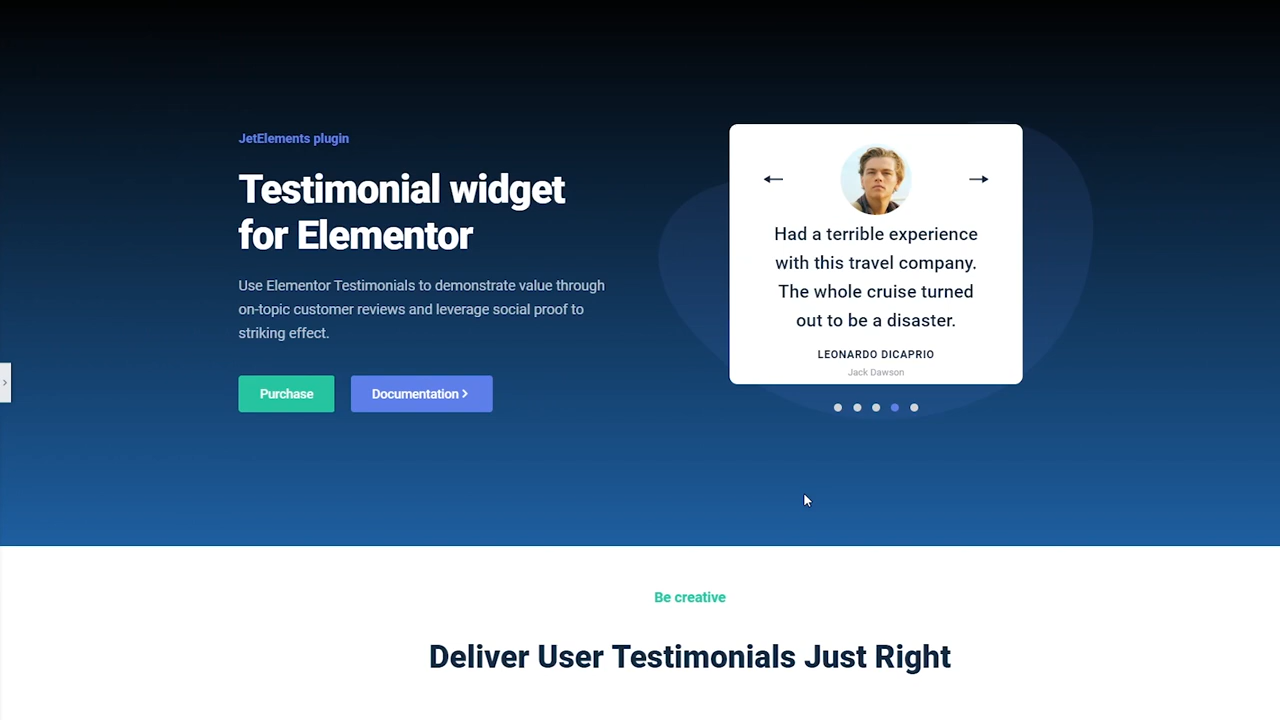 JetElements plugin
Testimonial widget
for Elementor
Use Elementor Testimonials to demonstrate value through
on-topic customer reviews and leverage social proof to
striking effect.
Purchase
Documentation
Had a terrible experience
with this travel company.
The whole cruise turned
out to be a disaster.
LEONARDO DICAPRIO
Jack Dawson
Be creative
Deliver User Testimonials Just Right